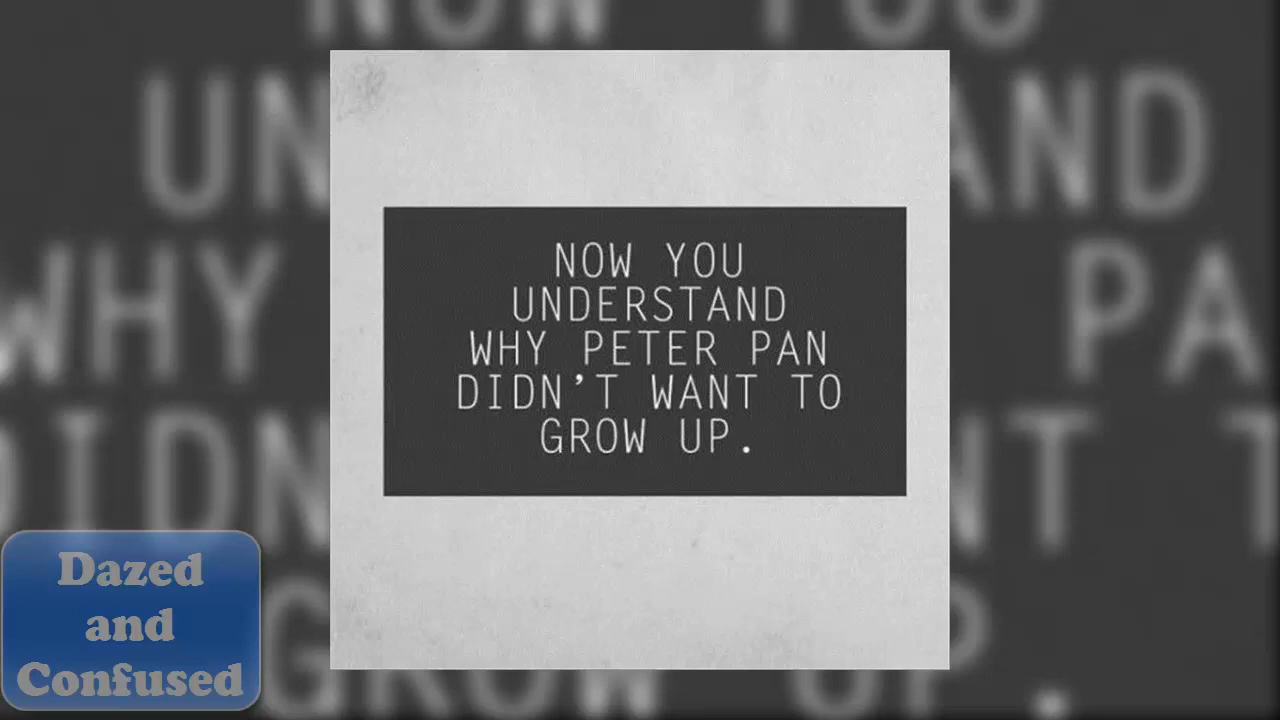 NOW YOU
UNDERSTAND
WHY PETER PAN
DIDN'T WANT TO
GROW UP.
Dazed
and
Confused